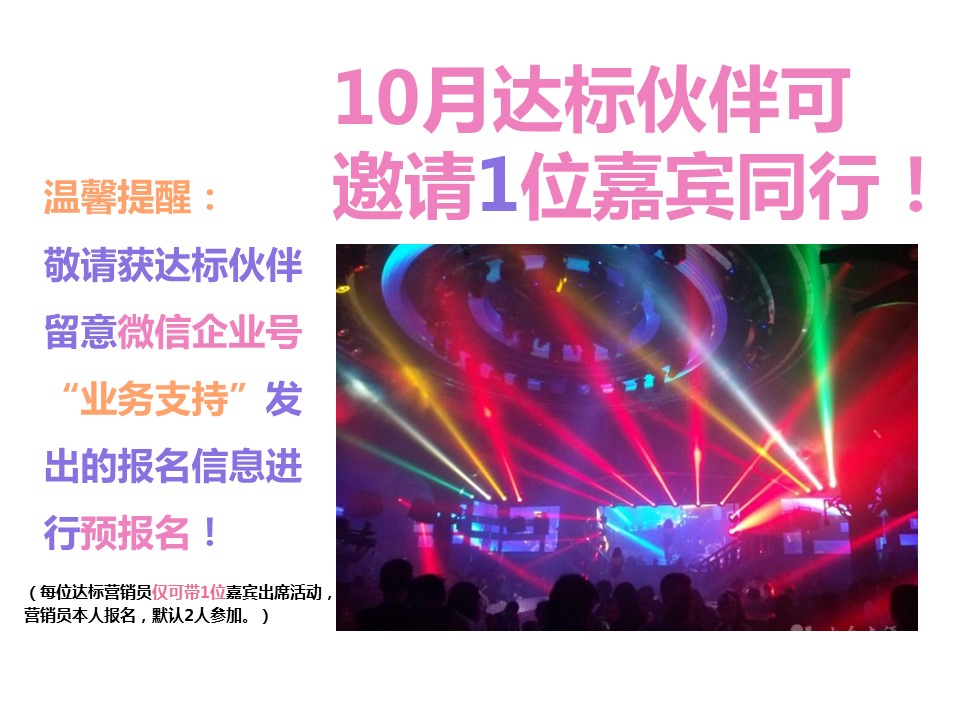 10月达标伙伴可
邀请1位嘉宾同行！
温馨提醒：
敬请获达标伙伴
留意微信企业号
“业务支持”发
出的报名信息进
行预报名！
（每位达标营销员仅可带1位嘉宾出席活动，
营销员本人报名，默认2人参加。）